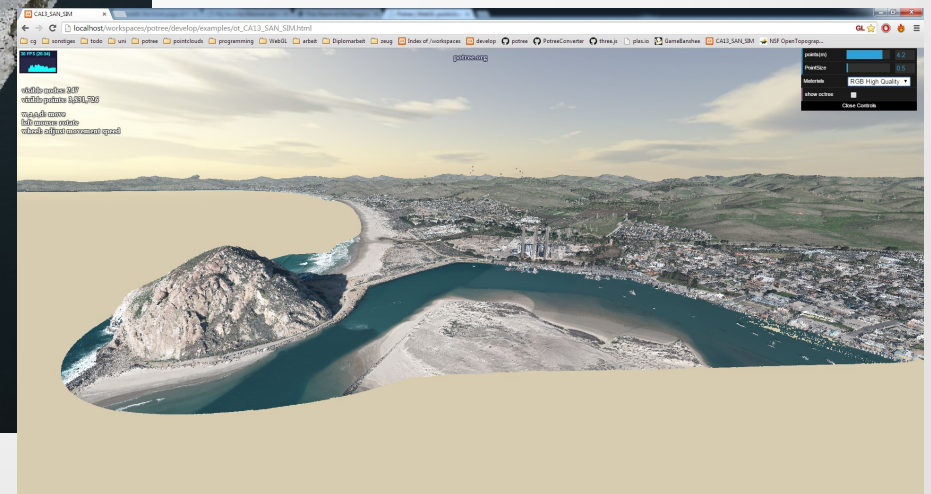 CA13_SAN_SIM
localhost/workspaces/potree/develop/examples/ot_CA13_SAN_SIM.html
cg sonstiges todo uni potree pointclouds programming WebGL arbeit Diplomarbeit zeug Index of /workspaces develop potree PotreeConverter three.js plas.io GameBanshee CA13_SAN_SIM NSF OpenTopograp...
potree.org
visible nodes: 247
visible points: 3,831,726
w,a,s,d: move
left mouse: rotate
wheel: adjust movement speed
points(m) 4.2
PointSize 0.5
Materials RGB High Quality
show octree
Close Controls